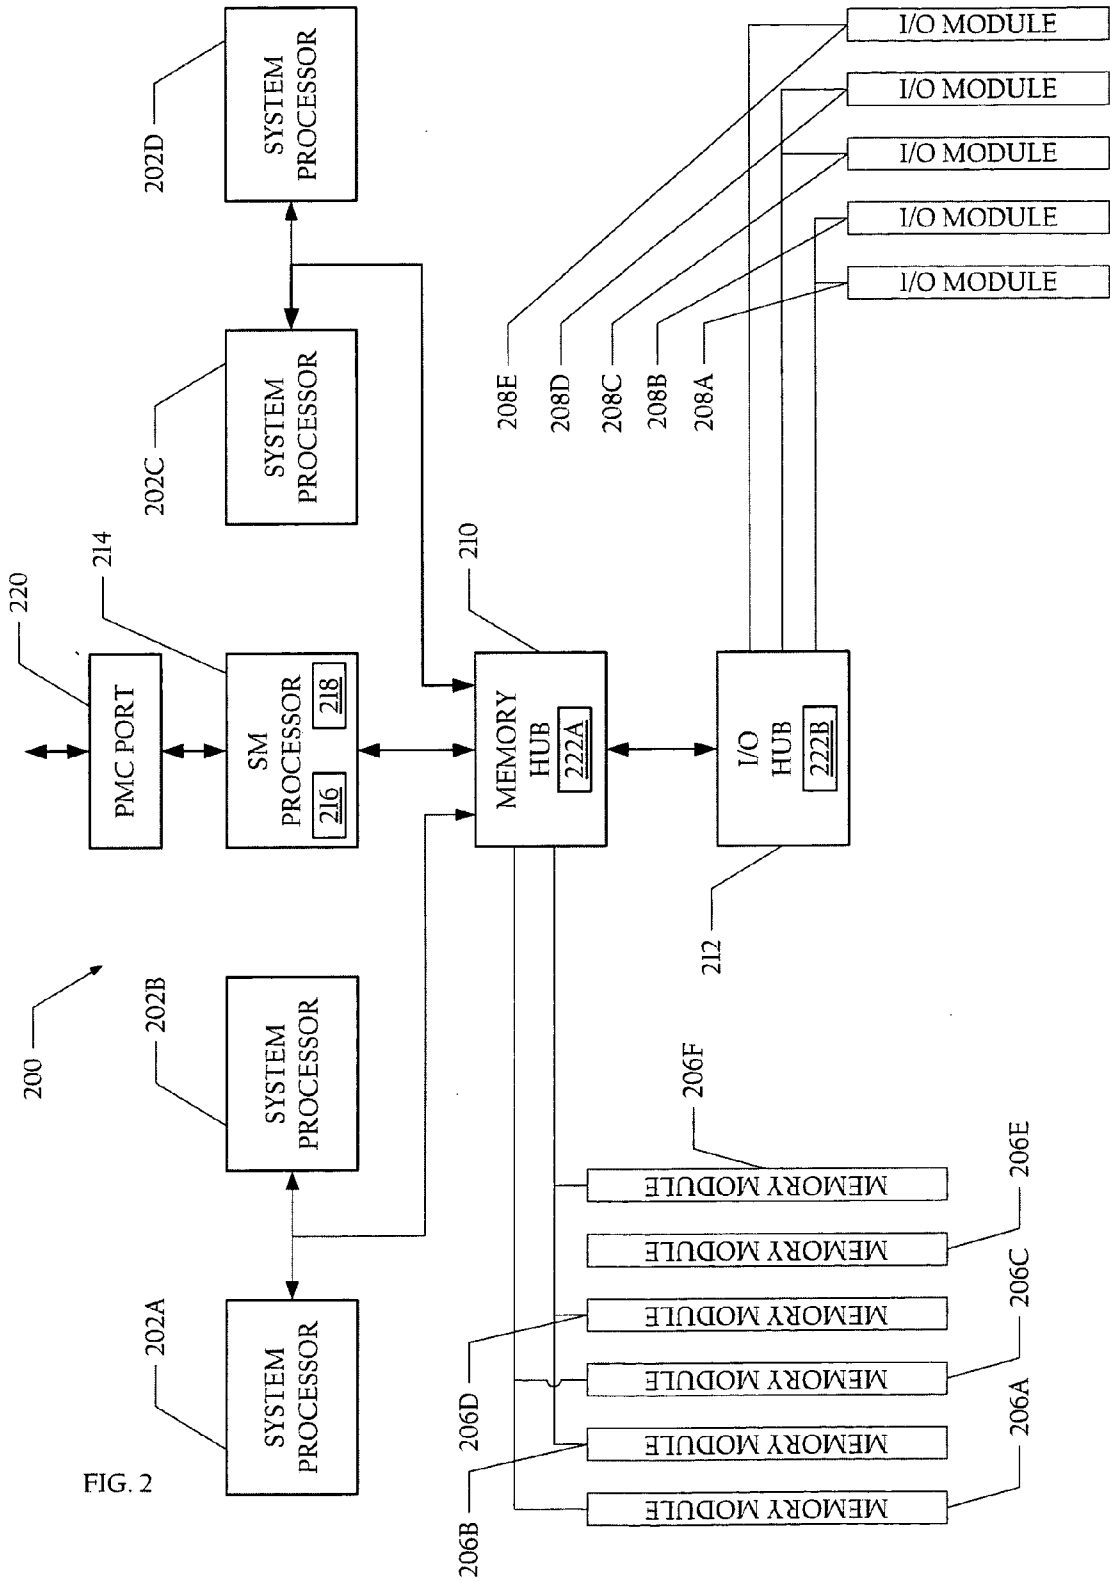 FIG. 2
200
202A
202B
202C
202D
SYSTEM
PROCESSOR
SYSTEM
PROCESSOR
SYSTEM
PROCESSOR
SYSTEM
PROCESSOR
220
PMC PORT
214
SM
PROCESSOR
216
218
210
MEMORY
HUB
222A
212
I/O
HUB
222B
206B
206D
206F
MEMORY MODULE
MEMORY MODULE
MEMORY MODULE
MEMORY MODULE
MEMORY MODULE
MEMORY MODULE
206A
206C
206E
208E
208D
208C
208B
208A
I/O MODULE
I/O MODULE
I/O MODULE
I/O MODULE
I/O MODULE